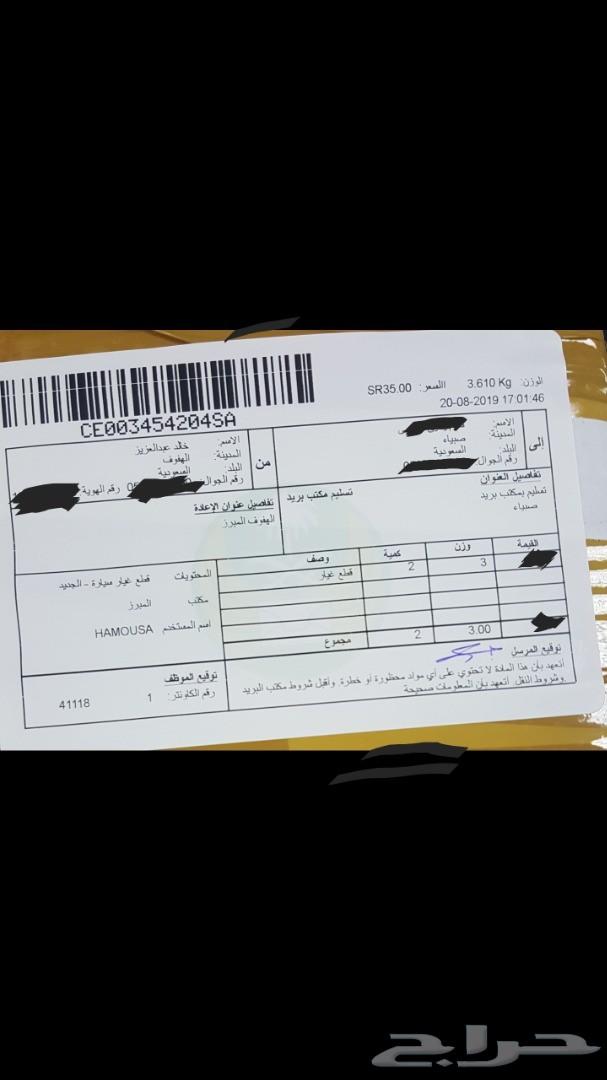 الوزن: 3.610 Kg السعر: SR35.00
20-08-2019 17:01:46
CE003454204SA
إلى
الاسم:
المدينة: صبياء
البلد: السعودية
رقم الجوال
تفاصيل العنوان
تسليم مكتب بريد
تسليم بمكتب بريد
صبياء
من
الاسم: خالد عبدالعزيز
المدينة: الهفوف
البلد: السعودية
رقم الجوال: 05 رقم الهوية
تفاصيل عنوان الإعادة
الهفوف المبرز
القيمة وزن كمية وصف
3 2 قطع غيار
3.00 2 مجموع
المحتويات قطع غيار سيارة - الجديد
مكتب المبرز
اسم المستخدم HAMOUSA
توقيع المرسل
أتعهد بأن هذا المادة لا تحتوي على أي مواد محظورة أو خطرة وأقبل شروط مكتب البريد
وشروط النقل. أتعهد بأن المعلومات صحيحة
توقيع الموظف
رقم الكاونتر: 1 41118
حراج